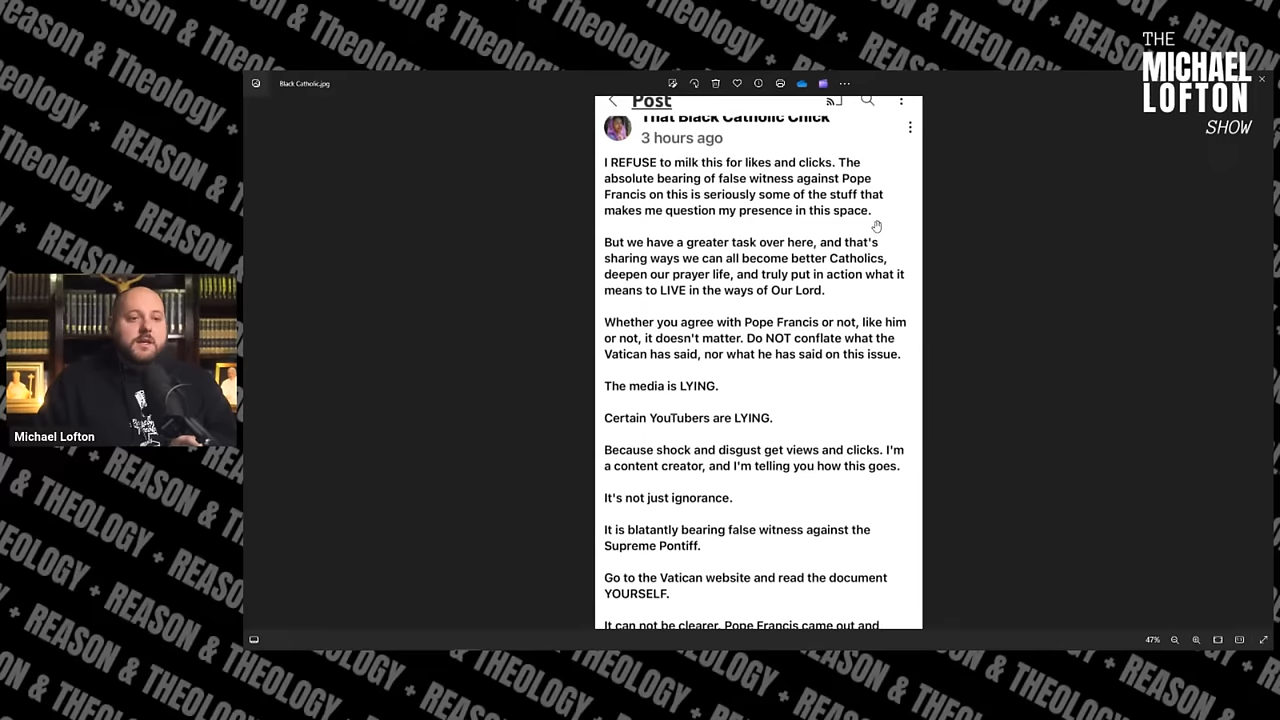 THE
MICHAEL
LOFTON
SHOW
Black Catholic.jpg
Post
That Black Catholic Chick
3 hours ago
I REFUSE to milk this for likes and clicks. The
absolute bearing of false witness against Pope
Francis on this is seriously some of the stuff that
makes me question my presence in this space.
But we have a greater task over here, and that's
sharing ways we can all become better Catholics,
deepen our prayer life, and truly put in action what it
means to LIVE in the ways of Our Lord.
Whether you agree with Pope Francis or not, like him
or not, it doesn't matter. Do NOT conflate what the
Vatican has said, nor what he has said on this issue.
The media is LYING.
Certain YouTubers are LYING.
Because shock and disgust get views and clicks. I'm
a content creator, and I'm telling you how this goes.
It's not just ignorance.
It is blatantly bearing false witness against the
Supreme Pontiff.
Go to the Vatican website and read the document
YOURSELF.
It can not be clearer. Pope Francis came out and
47%
Michael Lofton
REASON & THEOLOGY + REASON & THEOLOGY